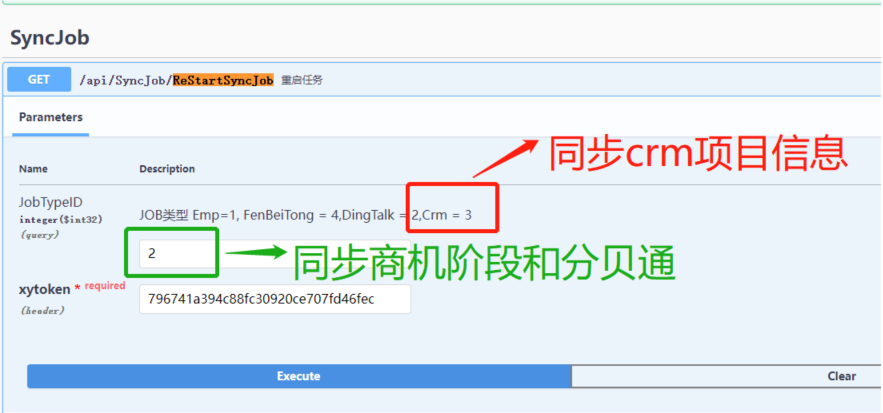 SyncJob
GET /api/SyncJob/ReStartSyncJob 重启任务
Parameters
同步crm项目信息
Name Description
JobTypeID
integer($int32)
(query)
JOB类型 Emp=1, FenBeiTong = 4,DingTalk = 2,Crm = 3
2
同步商机阶段和分贝通
xytoken * required
(header)
796741a394c88fc30920ce707fd46fec
Execute Clear